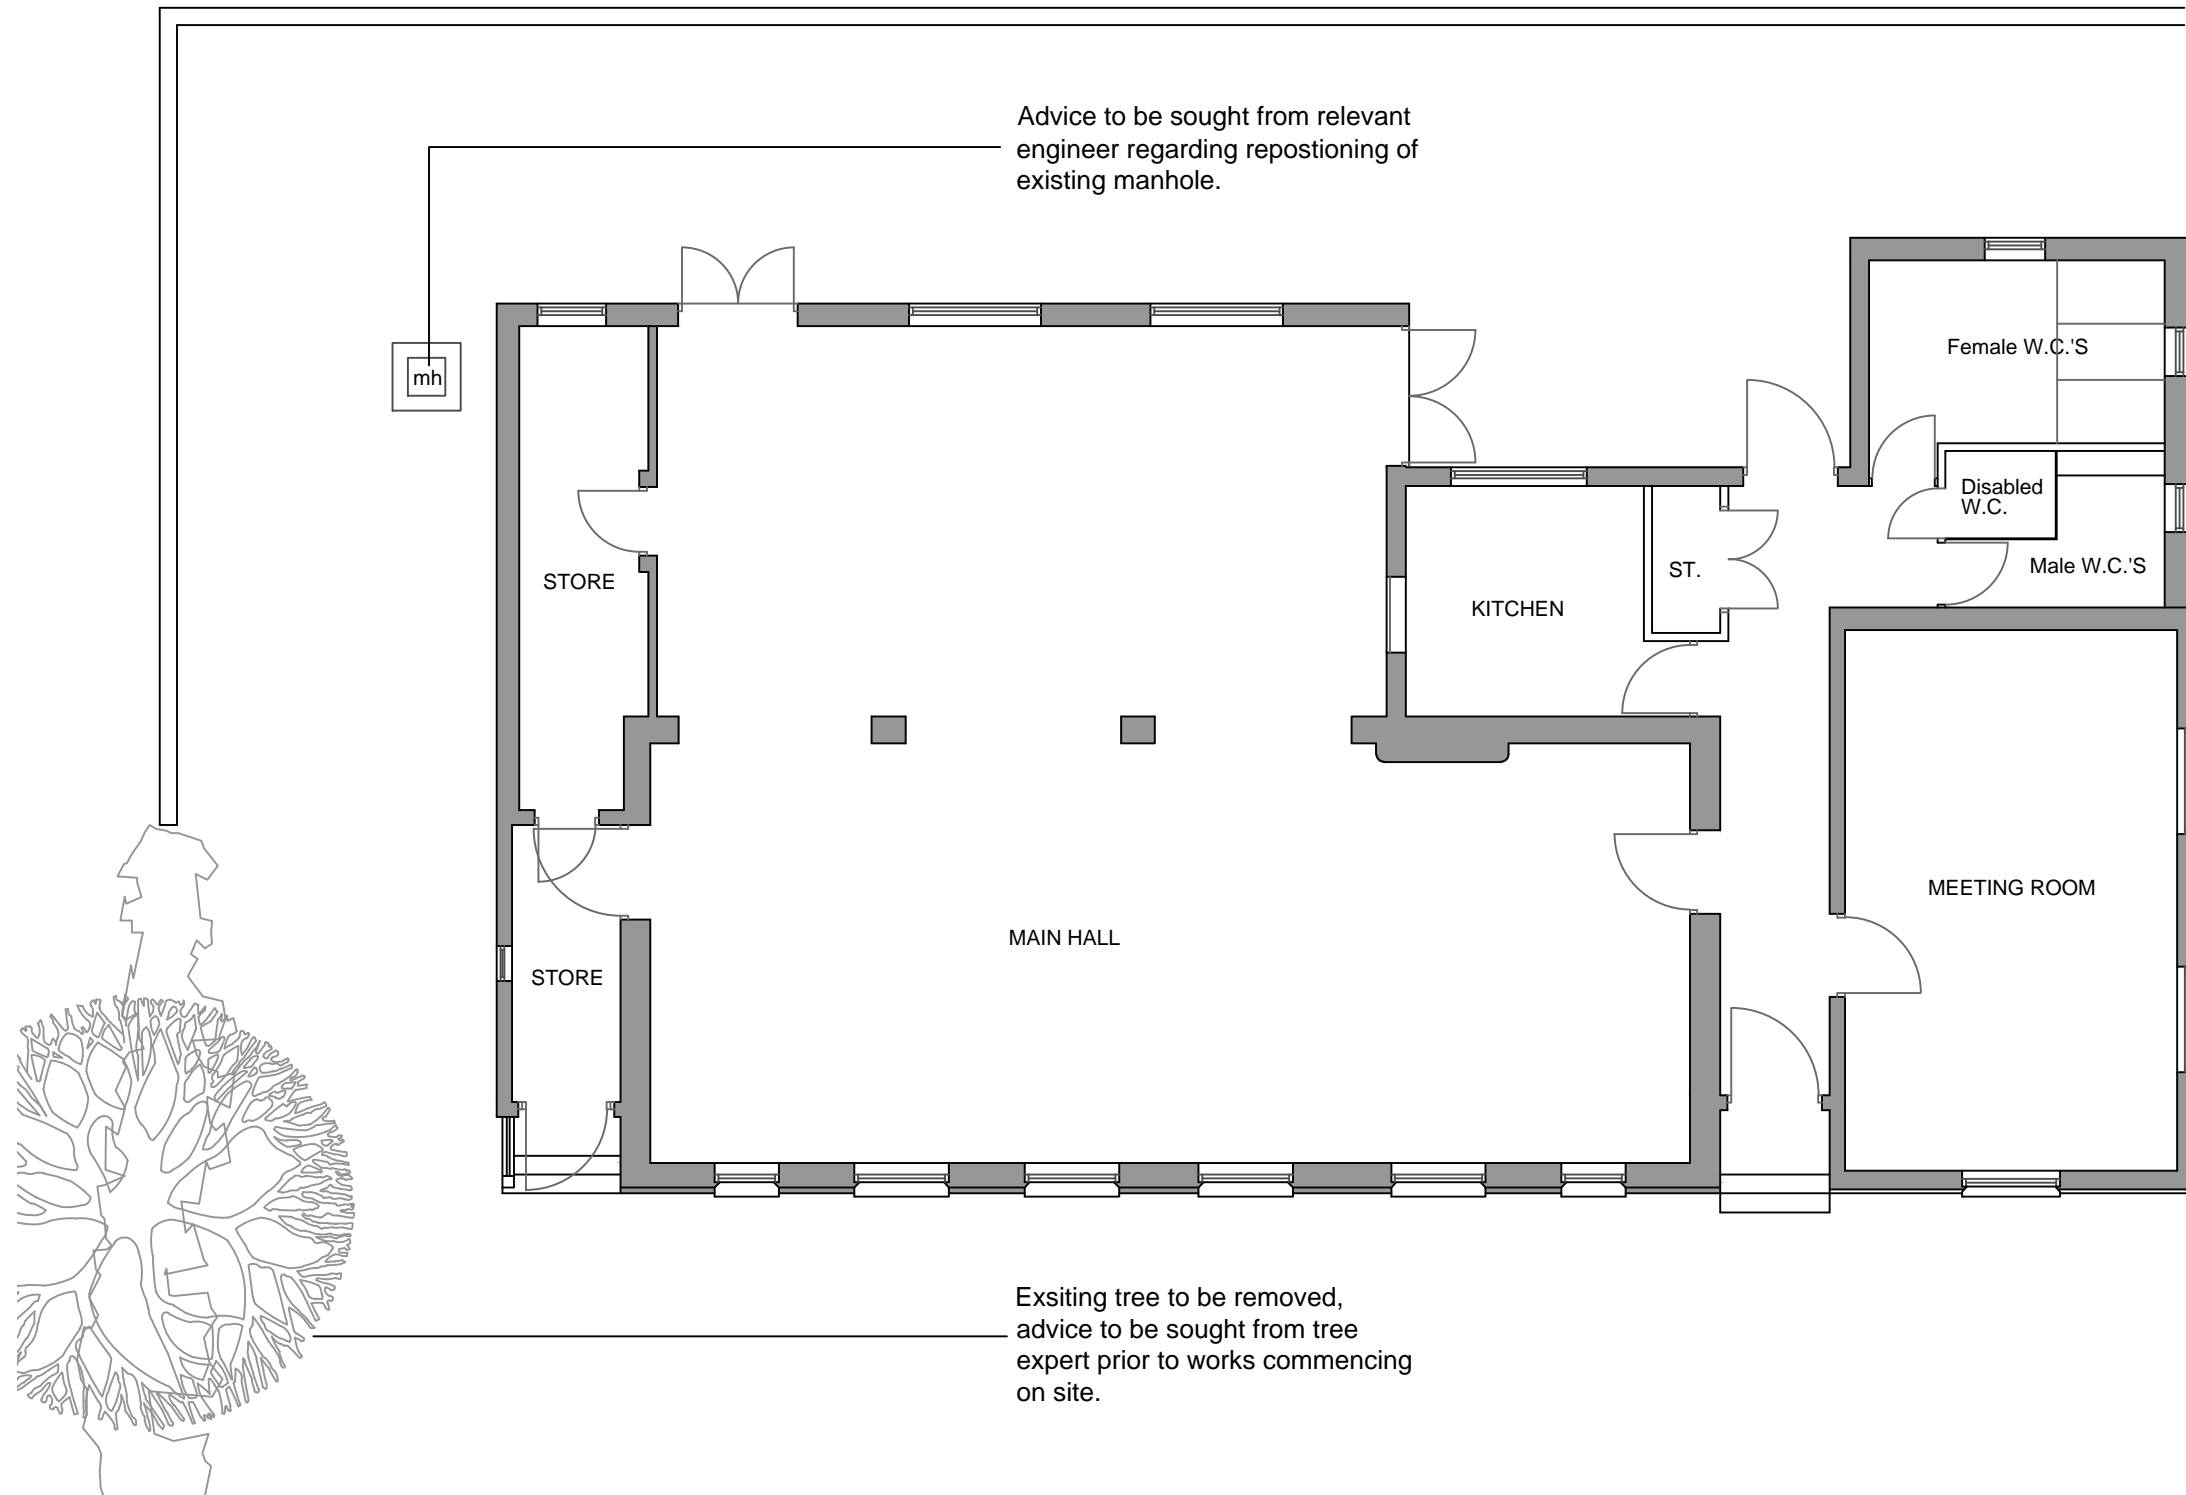 Advice to be sought from relevant
engineer regarding repostioning of
existing manhole.
mh
Female W.C.'S
Disabled
W.C.
Male W.C.'S
ST.
STORE
KITCHEN
MEETING ROOM
MAIN HALL
STORE
Exsiting tree to be removed,
advice to be sought from tree
expert prior to works commencing
on site.